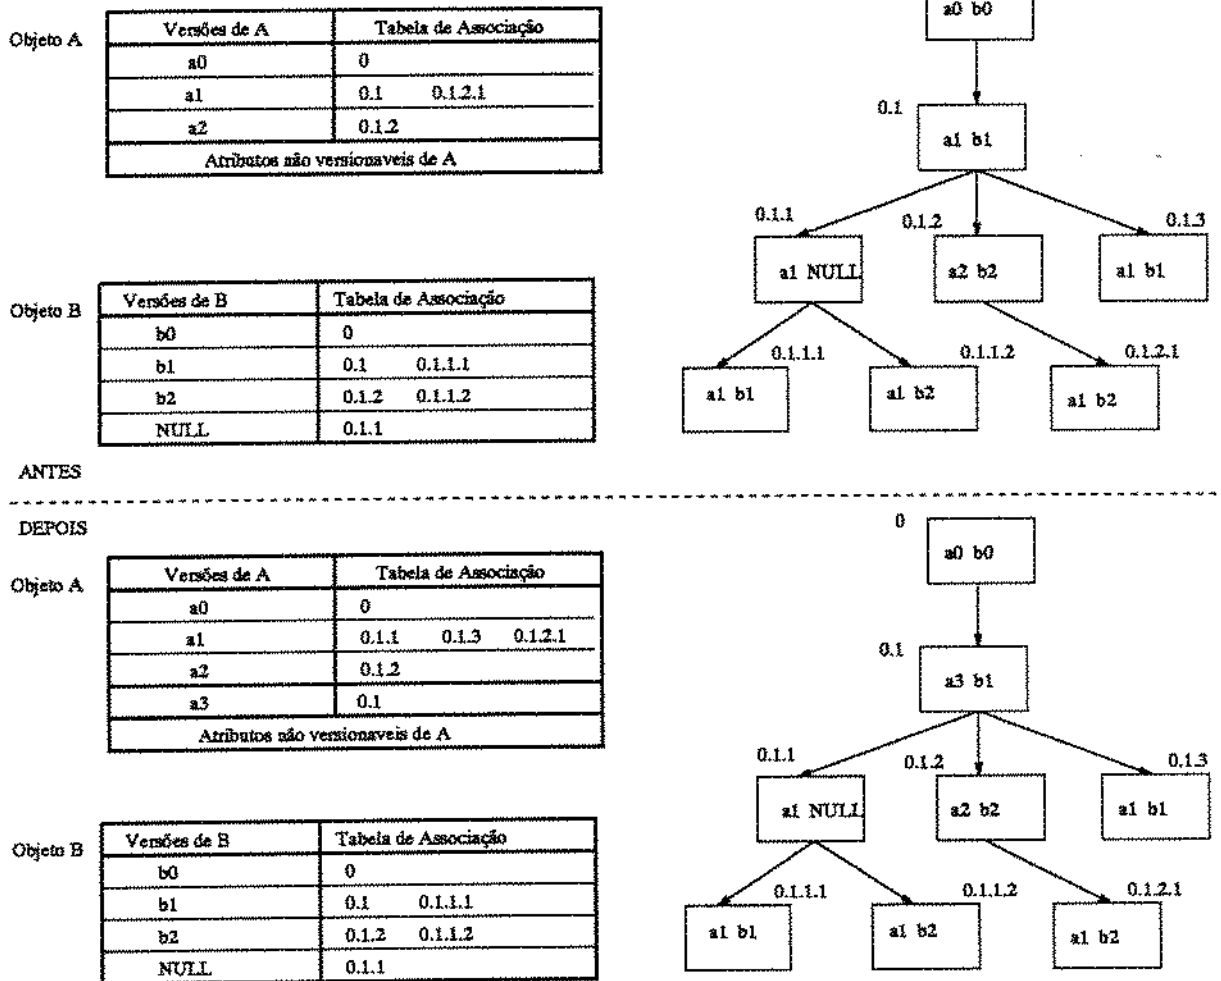 a0 b0
Objeto A
Versões de A Tabela de Associação
a0 0
a1 0.1 0.1.2.1
a2 0.1.2
Atributos não versionaveis de A
0.1
a1 b1
0.1.1 0.1.2 0.1.3
a1 NULL a2 b2 a1 b1
0.1.1.1 0.1.1.2 0.1.2.1
a1 b1 a1 b2 a1 b2
Objeto B
Versões de B Tabela de Associação
b0 0
b1 0.1 0.1.1.1
b2 0.1.2 0.1.1.2
NULL 0.1.1
ANTES
DEPOIS
Objeto A
Versões de A Tabela de Associação
a0 0
a1 0.1.1 0.1.3 0.1.2.1
a2 0.1.2
a3 0.1
Atributos não versionaveis de A
0
a0 b0
0.1
a3 b1
0.1.1 0.1.2 0.1.3
a1 NULL a2 b2 a1 b1
0.1.1.1 0.1.1.2 0.1.2.1
a1 b1 a1 b2 a1 b2
Objeto B
Versões de B Tabela de Associação
b0 0
b1 0.1 0.1.1.1
b2 0.1.2 0.1.1.2
NULL 0.1.1